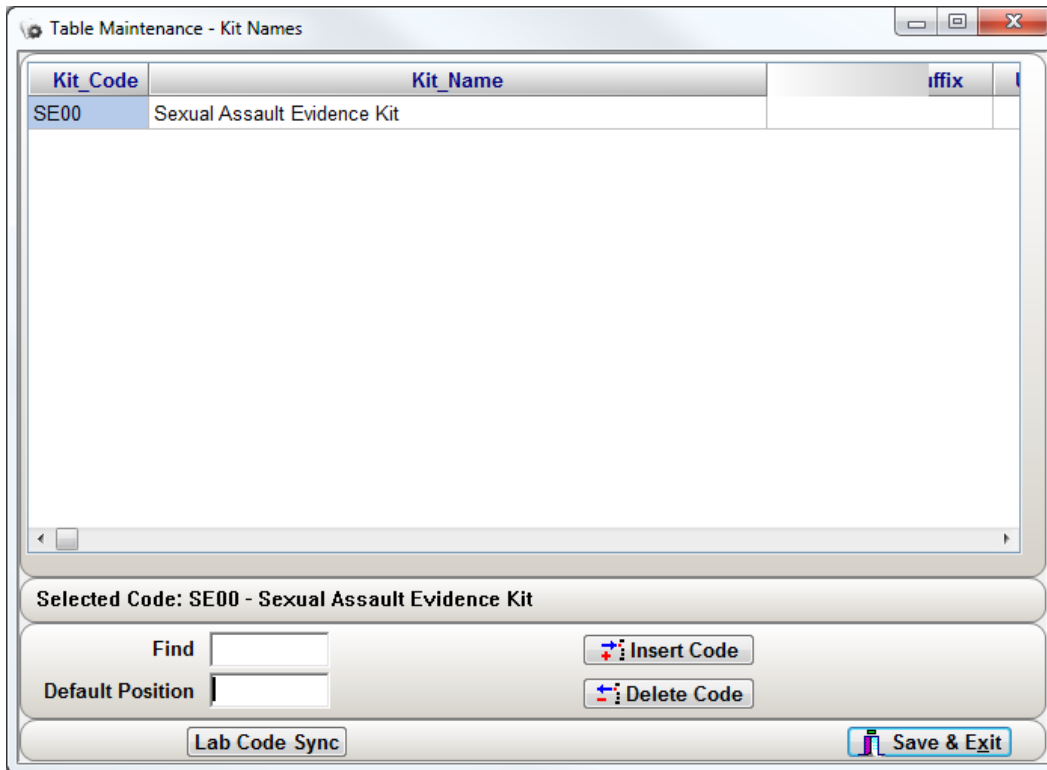 Table Maintenance - Kit Names
Kit_Code Kit_Name uffix
SE00 Sexual Assault Evidence Kit
Selected Code: SE00 - Sexual Assault Evidence Kit
Find Insert Code
Default Position Delete Code
Lab Code Sync Save & Exit